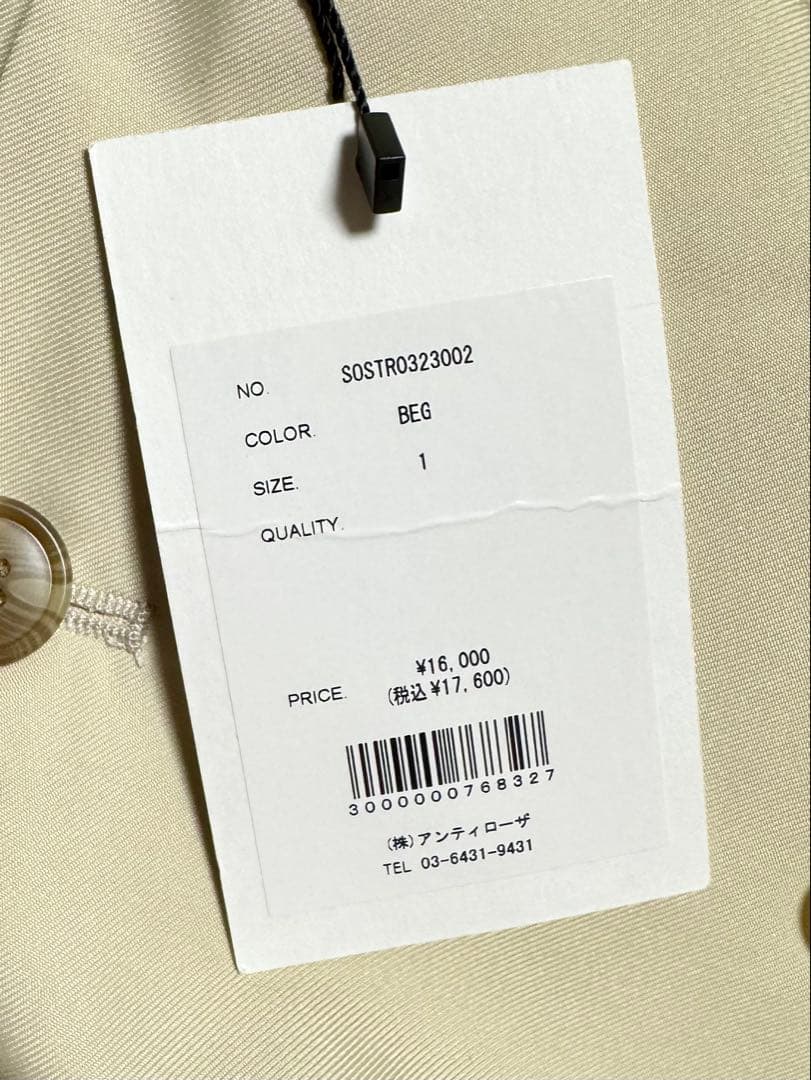 NO. SOSTR0323002
COLOR. BEG
SIZE. 1
QUALITY.
PRICE. ¥16,000
(税込¥17,600)
3000000768327
(株)アンティローザ
TEL 03-6431-9431